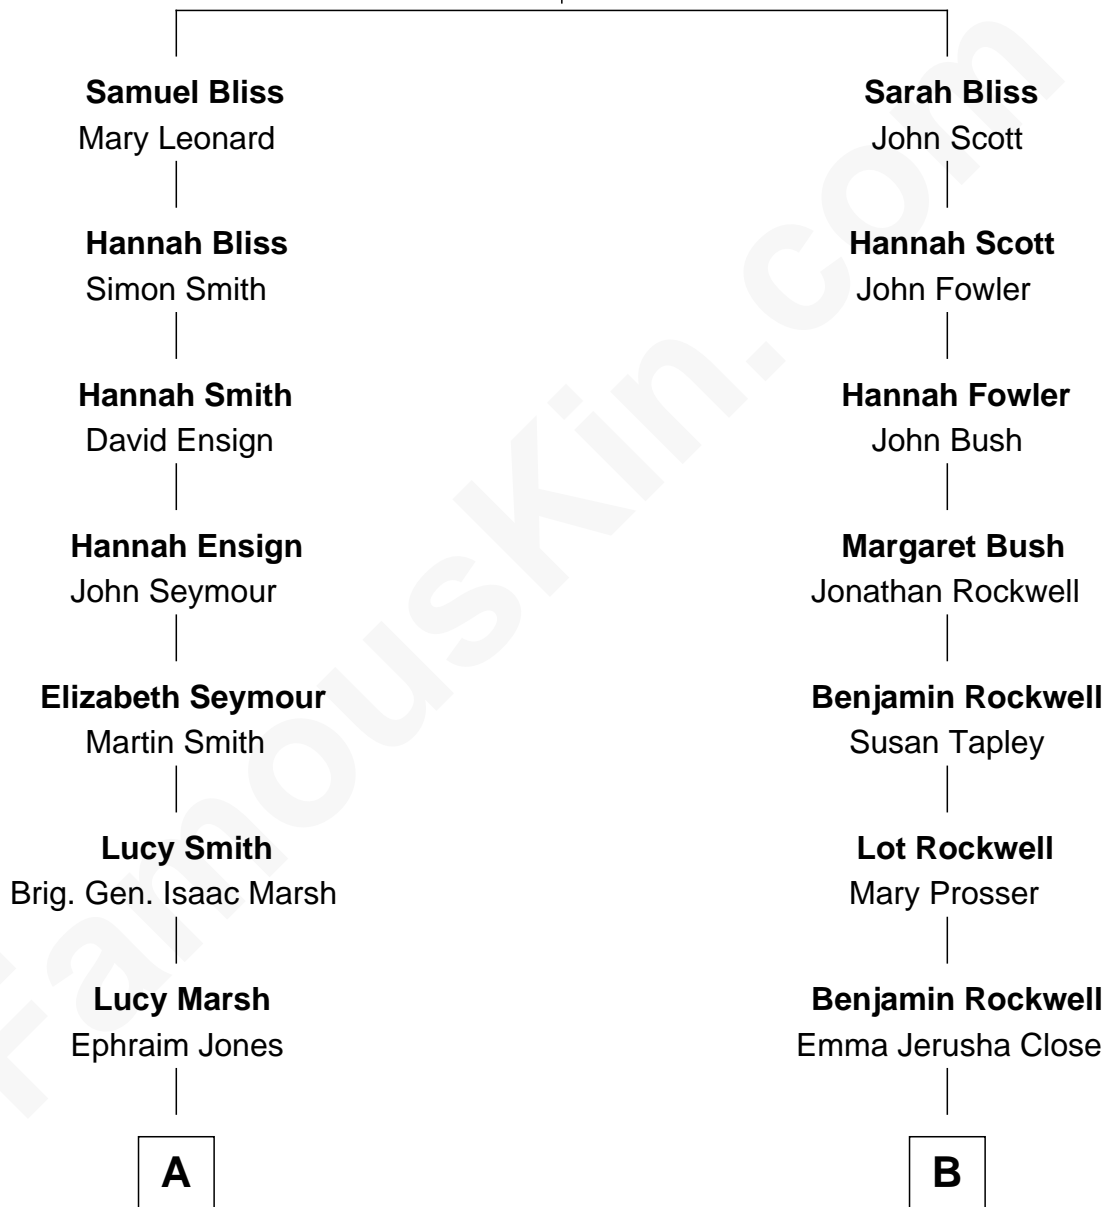 Samuel Bliss
Mary Leonard
Sarah Bliss
John Scott
Hannah Bliss
Simon Smith
Hannah Scott
John Fowler
Hannah Smith
David Ensign
Hannah Fowler
John Bush
Hannah Ensign
John Seymour
Margaret Bush
Jonathan Rockwell
Elizabeth Seymour
Martin Smith
Benjamin Rockwell
Susan Tapley
Lucy Smith
Brig. Gen. Isaac Marsh
Lot Rockwell
Mary Prosser
Lucy Marsh
Ephraim Jones
Benjamin Rockwell
Emma Jerusha Close
A
B
FamousKin.com